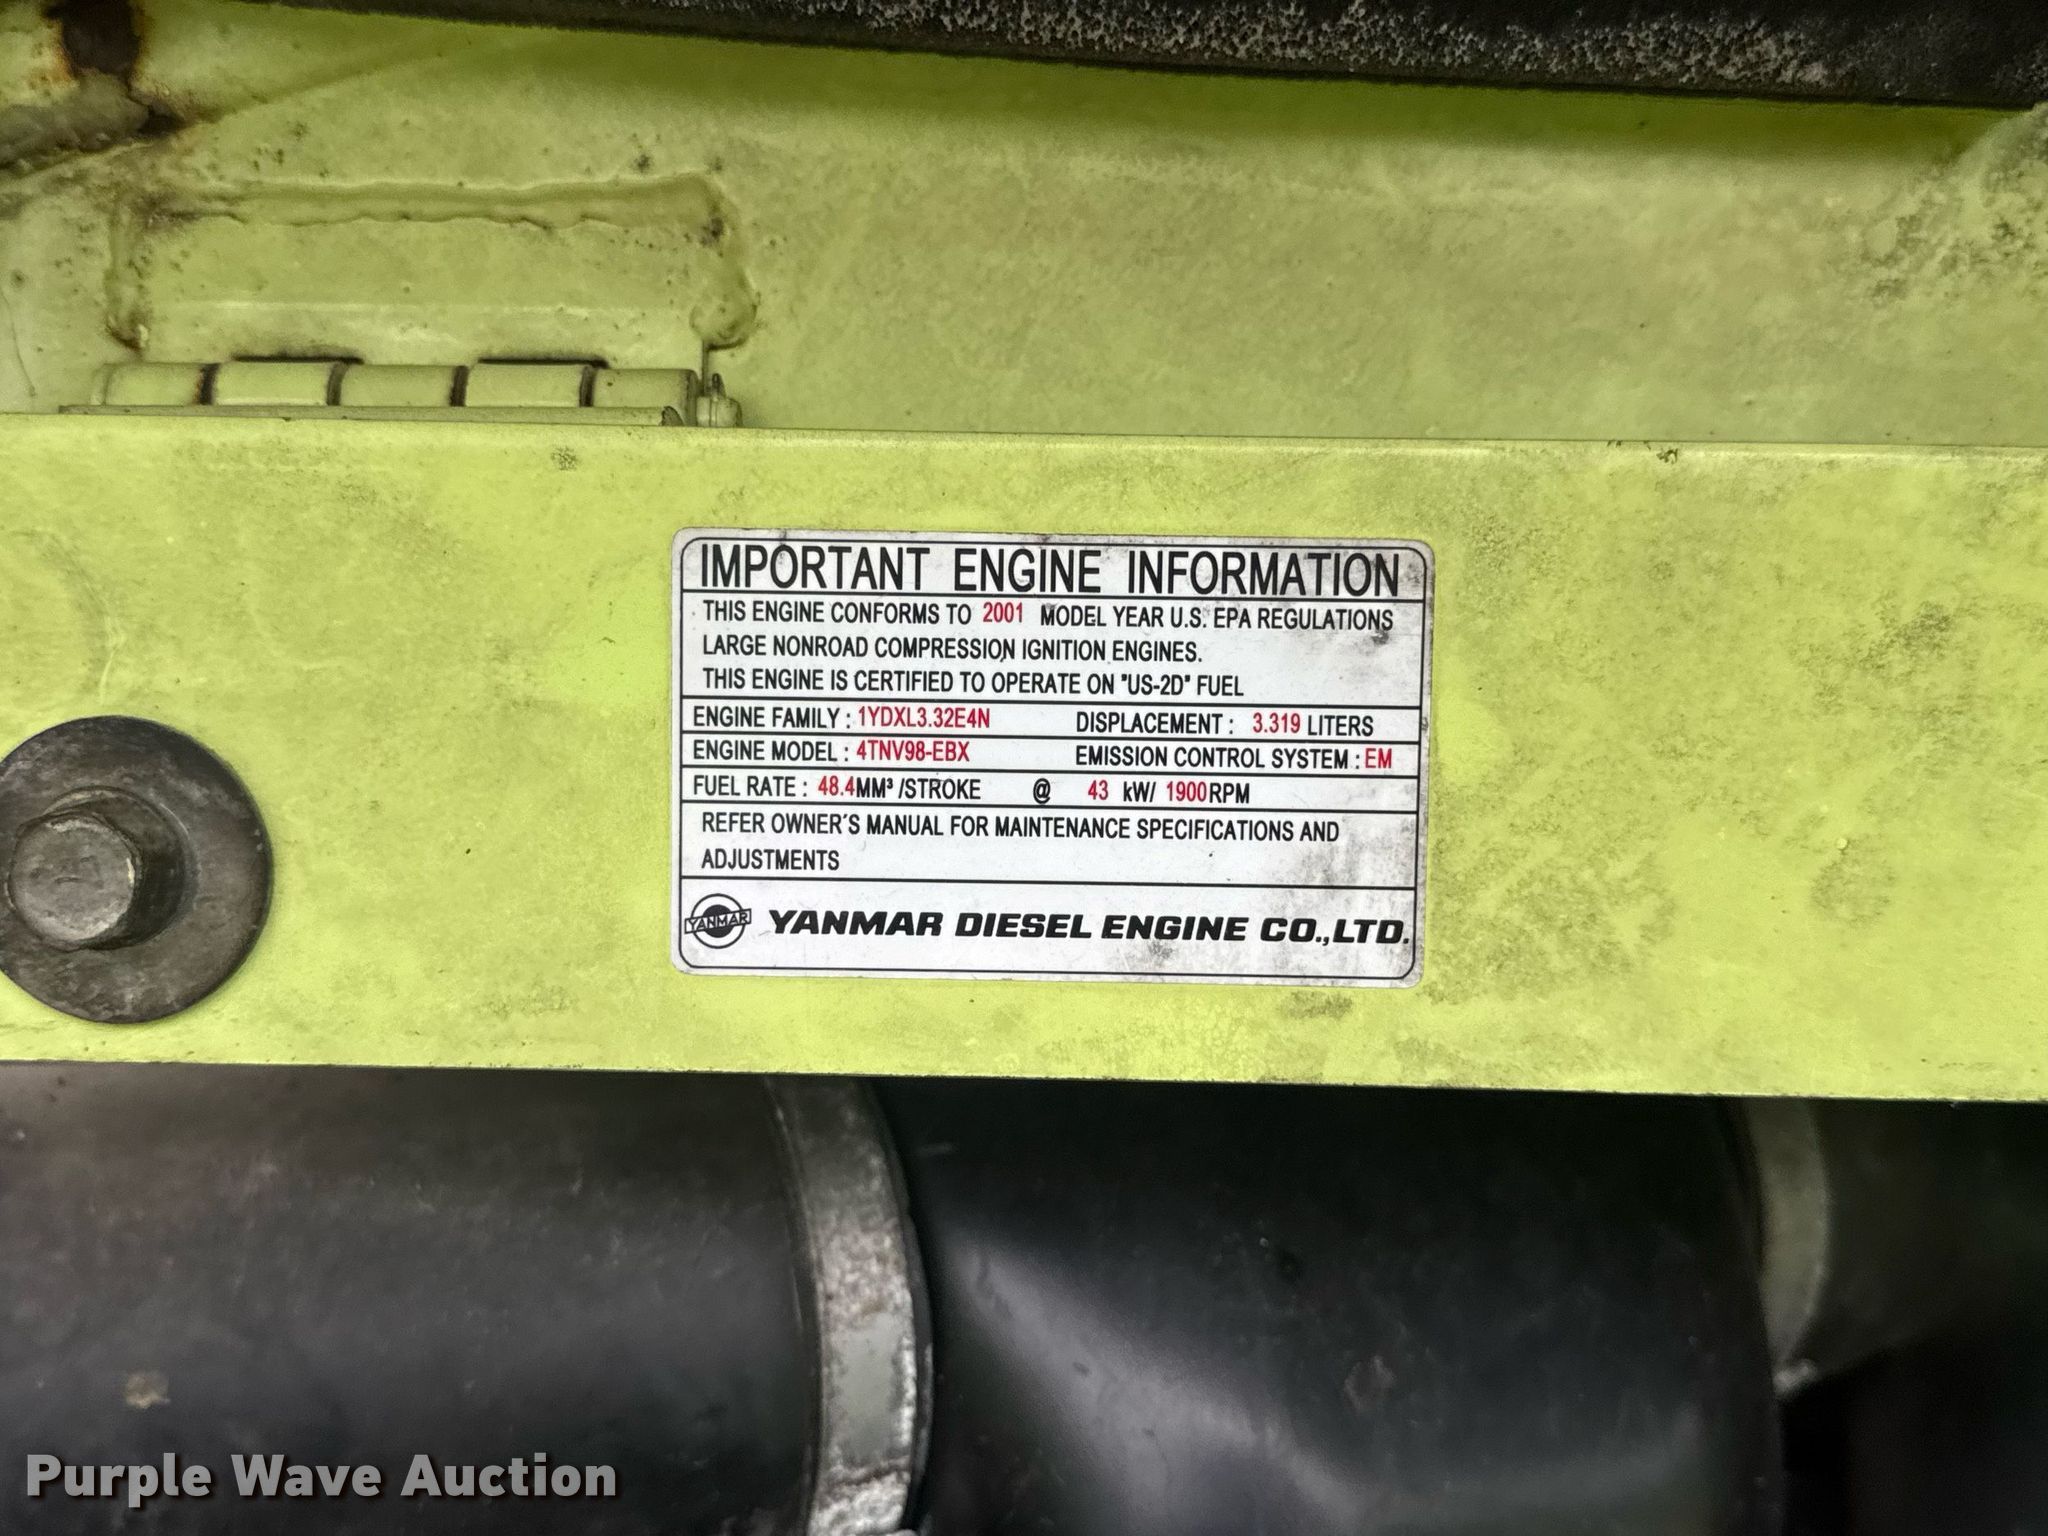 IMPORTANT ENGINE INFORMATION
THIS ENGINE CONFORMS TO 2001 MODEL YEAR U.S. EPA REGULATIONS
LARGE NONROAD COMPRESSION IGNITION ENGINES.
THIS ENGINE IS CERTIFIED TO OPERATE ON "US-2D" FUEL
ENGINE FAMILY : 1YDXL3.32E4N DISPLACEMENT : 3.319 LITERS
ENGINE MODEL : 4TNV98-EBX EMISSION CONTROL SYSTEM : EM
FUEL RATE : 48.4MM³ /STROKE @ 43 kW/ 1900RPM
REFER OWNER'S MANUAL FOR MAINTENANCE SPECIFICATIONS AND
ADJUSTMENTS
YANMAR YANMAR DIESEL ENGINE CO.,LTD.
Purple Wave Auction